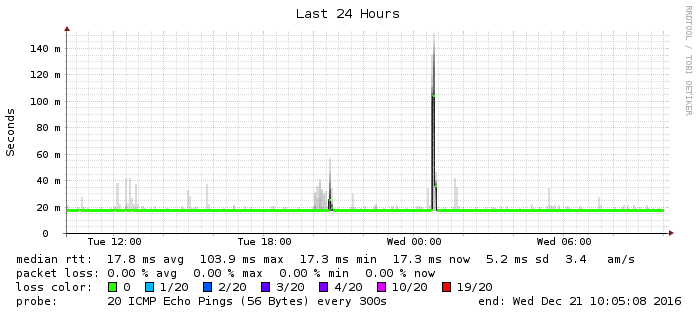 Last 24 Hours
RRDTOOL / TOBI OETIKER
Seconds
140 m
120 m
100 m
80 m
60 m
40 m
20 m
0
Tue 12:00 Tue 18:00 Wed 00:00 Wed 06:00
median rtt: 17.8 ms avg 103.9 ms max 17.3 ms min 17.3 ms now 5.2 ms sd 3.4 am/s
packet loss: 0.00 % avg 0.00 % max 0.00 % min 0.00 % now
loss color: 0 1/20 2/20 3/20 4/20 10/20 19/20
probe: 20 ICMP Echo Pings (56 Bytes) every 300s end: Wed Dec 21 10:05:08 2016